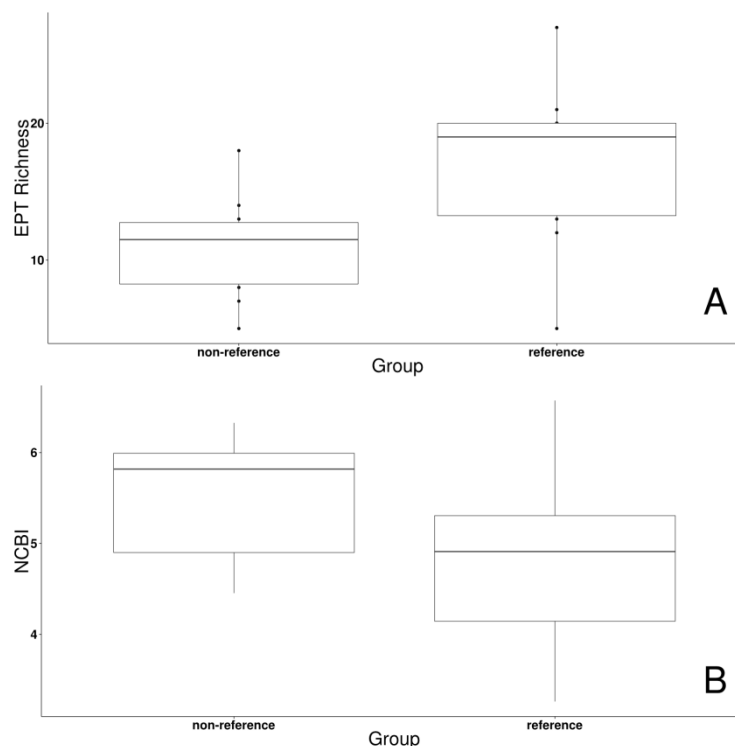 EPT Richness
20
10
A
non-reference
reference
Group
NCBI
6
5
4
B
non-reference
reference
Group